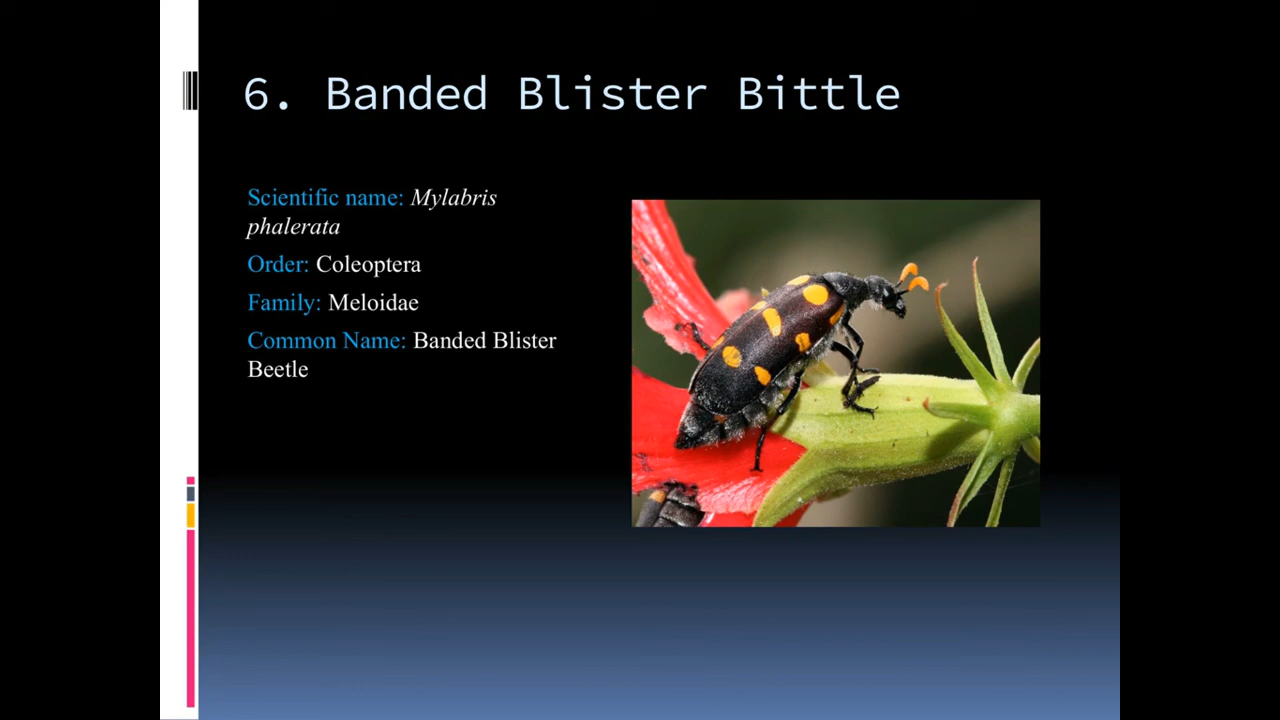 6. Banded Blister Bittle
Scientific name: Mylabris
phalerata
Order: Coleoptera
Family: Meloidae
Common Name: Banded Blister
Beetle